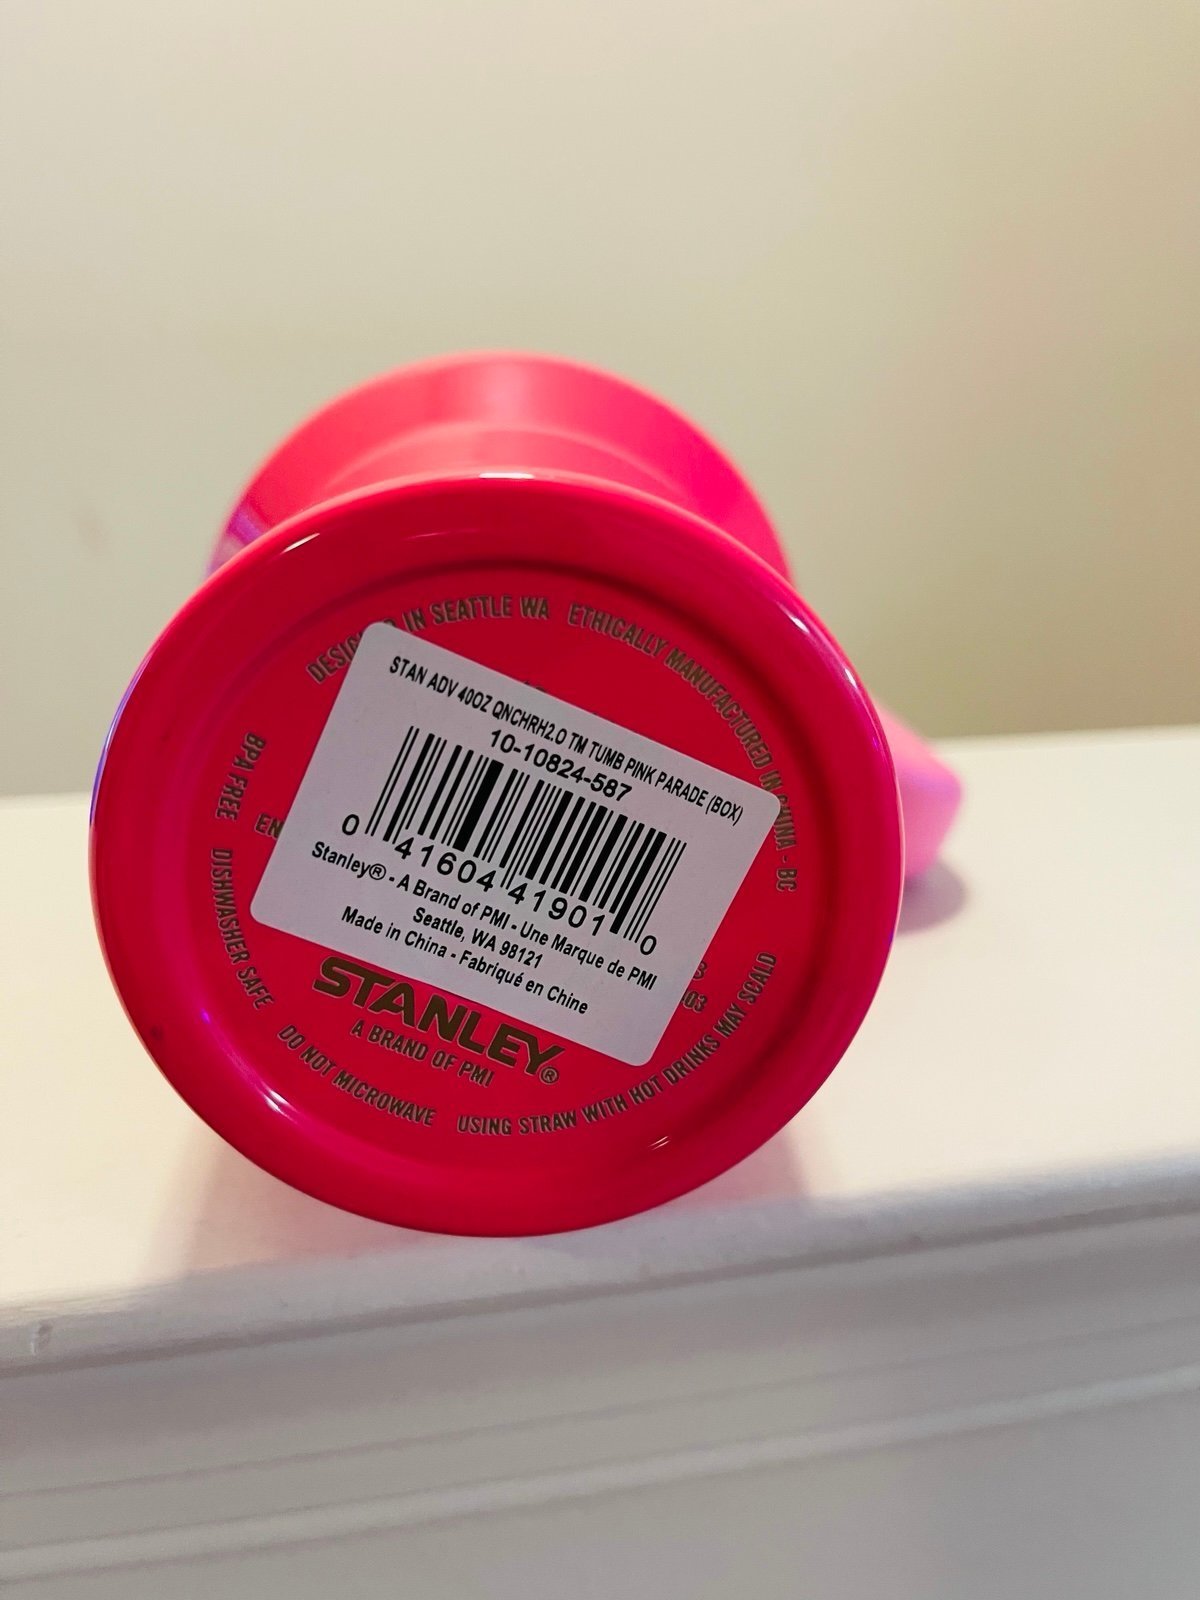 IN SEATTLE WA
ETHICALLY MANUFACTURED IN CHINA - BC
BPA FREE
STAN ADV 40OZ QNCHRH2.O TM TUMB PINK PARADE (BOX)
10-10824-587
0 41604 41901 0
Stanley® - A Brand of PMI - Une Marque de PMI
Seattle, WA 98121
Made in China - Fabriqué en Chine
STANLEY®
A BRAND OF PMI
DISHWASHER SAFE
DO NOT MICROWAVE
USING STRAW WITH HOT DRINKS MAY SCALD